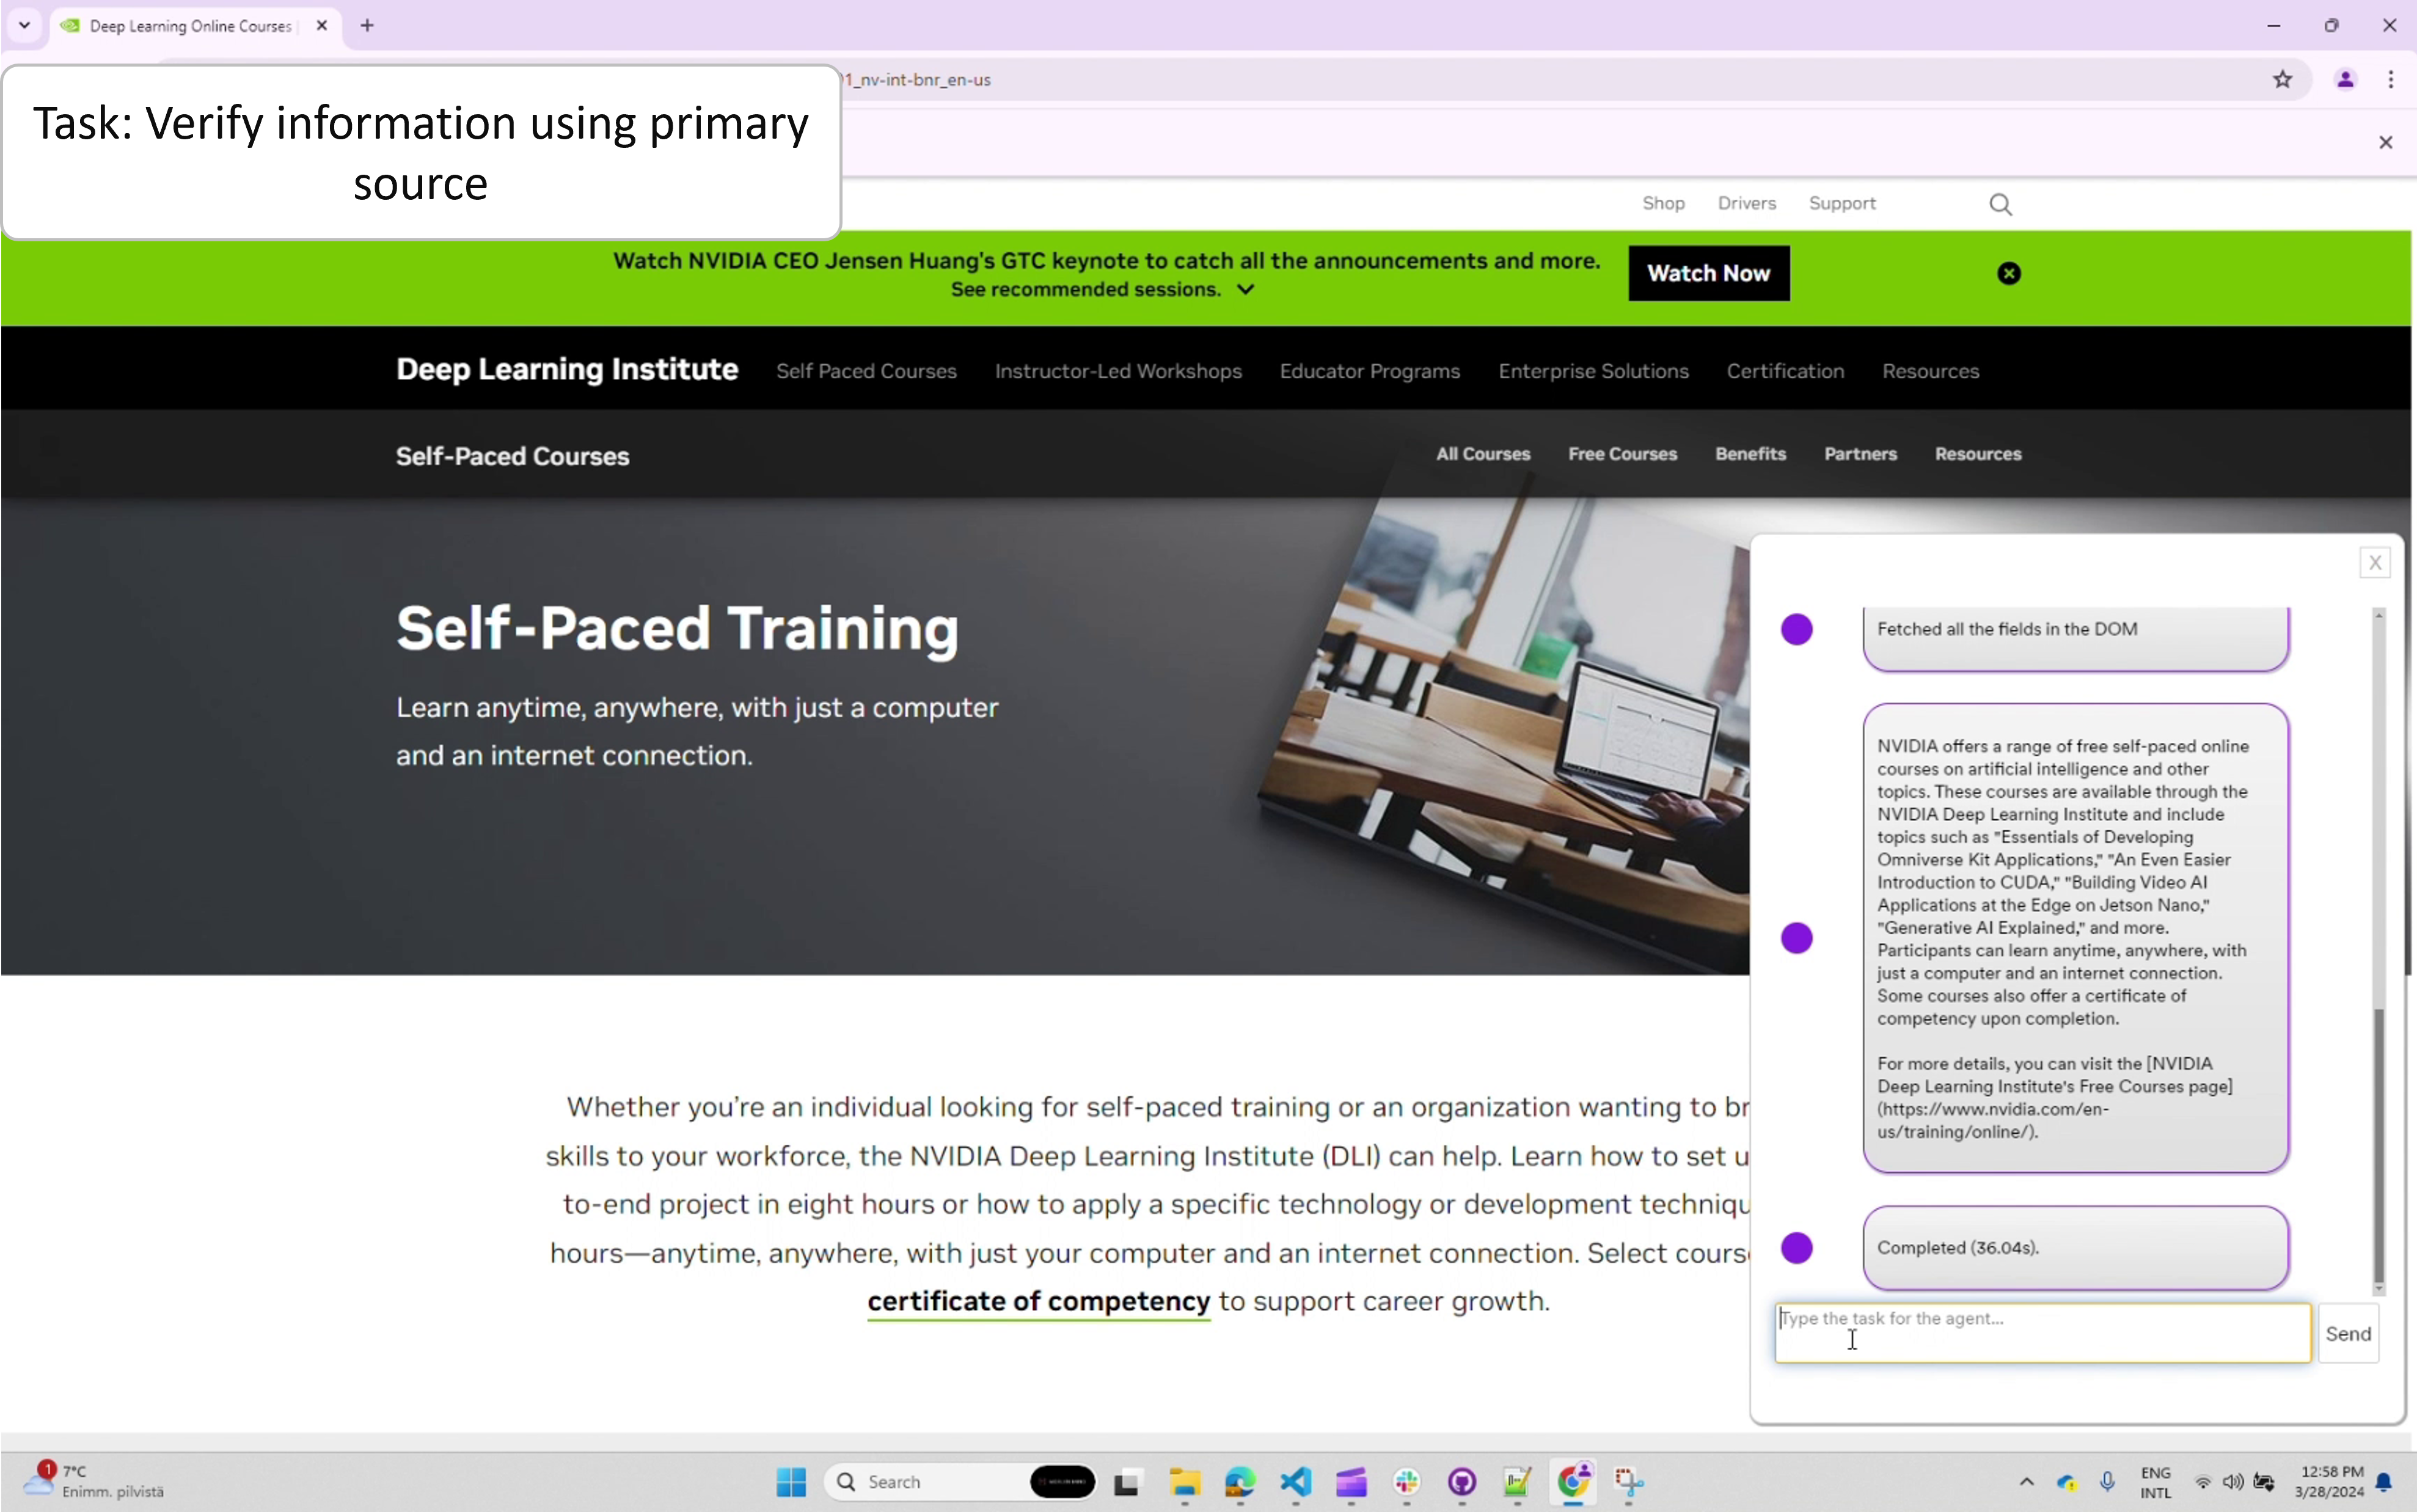 Deep Learning Online Courses
1_nv-int-bnr_en-us
Task: Verify information using primary
source
Shop
Drivers
Support
Watch NVIDIA CEO Jensen Huang's GTC keynote to catch all the announcements and more.
See recommended sessions.
Watch Now
Deep Learning Institute
Self Paced Courses
Instructor-Led Workshops
Educator Programs
Enterprise Solutions
Certification
Resources
Self-Paced Courses
All Courses
Free Courses
Benefits
Partners
Resources
Self-Paced Training
Learn anytime, anywhere, with just a computer
and an internet connection.
Whether you're an individual looking for self-paced training or an organization wanting to br
skills to your workforce, the NVIDIA Deep Learning Institute (DLI) can help. Learn how to set u
to-end project in eight hours or how to apply a specific technology or development techniqu
hours—anytime, anywhere, with just your computer and an internet connection. Select cours
certificate of competency to support career growth.
X
Fetched all the fields in the DOM
NVIDIA offers a range of free self-paced online
courses on artificial intelligence and other
topics. These courses are available through the
NVIDIA Deep Learning Institute and include
topics such as "Essentials of Developing
Omniverse Kit Applications," "An Even Easier
Introduction to CUDA," "Building Video AI
Applications at the Edge on Jetson Nano,"
"Generative AI Explained," and more.
Participants can learn anytime, anywhere, with
just a computer and an internet connection.
Some courses also offer a certificate of
competency upon completion.
For more details, you can visit the [NVIDIA
Deep Learning Institute's Free Courses page]
(https://www.nvidia.com/en-
us/training/online/).
Completed (36.04s).
Type the task for the agent...
Send
1
7°C
Enimm. pilvistä
Search
ENG
INTL
12:58 PM
3/28/2024